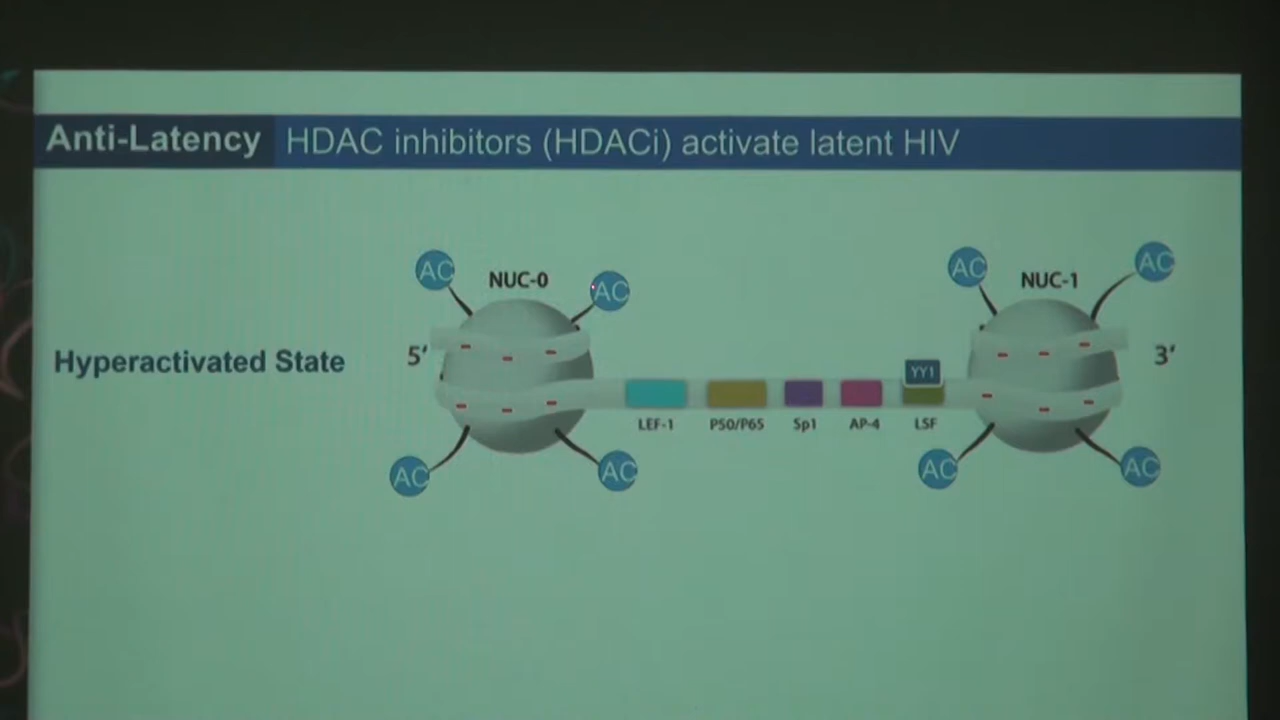 Anti-Latency HDAC inhibitors (HDACi) activate latent HIV
AC NUC-0 AC AC NUC-1 AC
Hyperactivated State 5' 3'
YY1
LEF-1 P50/P65 Sp1 AP-4 LSF
AC AC AC AC